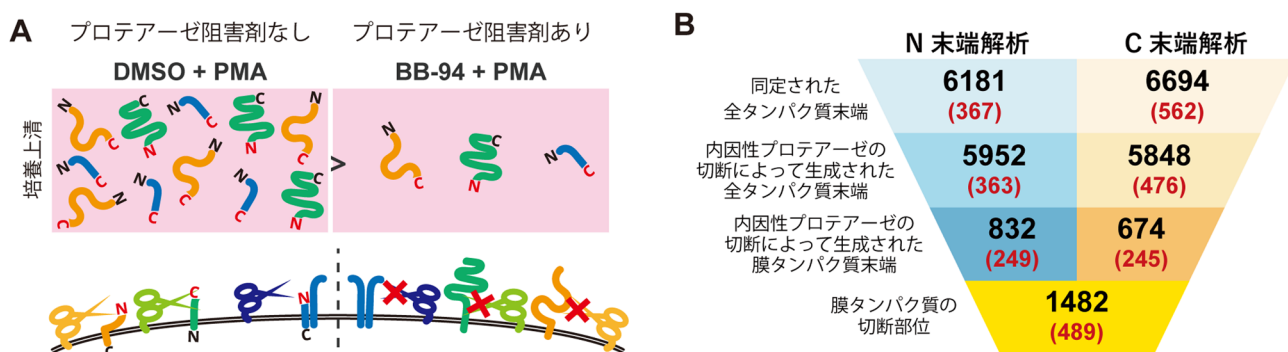 A
プロテアーゼ阻害剤なし
プロテアーゼ阻害剤あり
DMSO + PMA
BB-94 + PMA
培養上清
N
C
C
N
N
C
C
N
N
C
N
C
>
N
C
C
N
N
C
N
C
N
C
N
C
N
C
C
N
N
C
C
N
N
C
B
N 末端解析
C 末端解析
同定された
全タンパク質末端
6181
(367)
6694
(562)
内因性プロテアーゼの
切断によって生成された
全タンパク質末端
5952
(363)
5848
(476)
内因性プロテアーゼの
切断によって生成された
膜タンパク質末端
832
(249)
674
(245)
膜タンパク質の
切断部位
1482
(489)